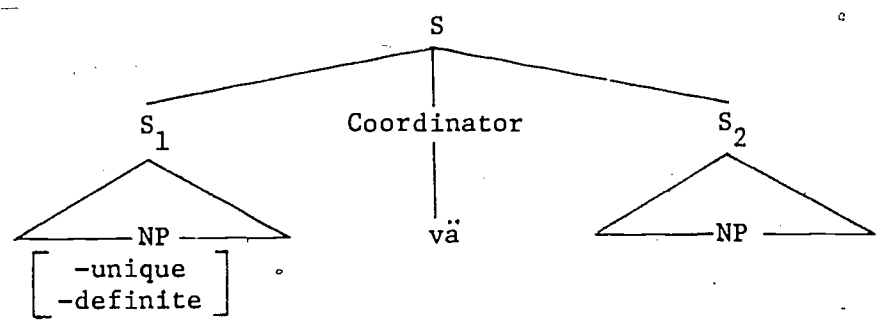 S
S1 Coordinator S2
NP vä NP
[-unique
-definite]